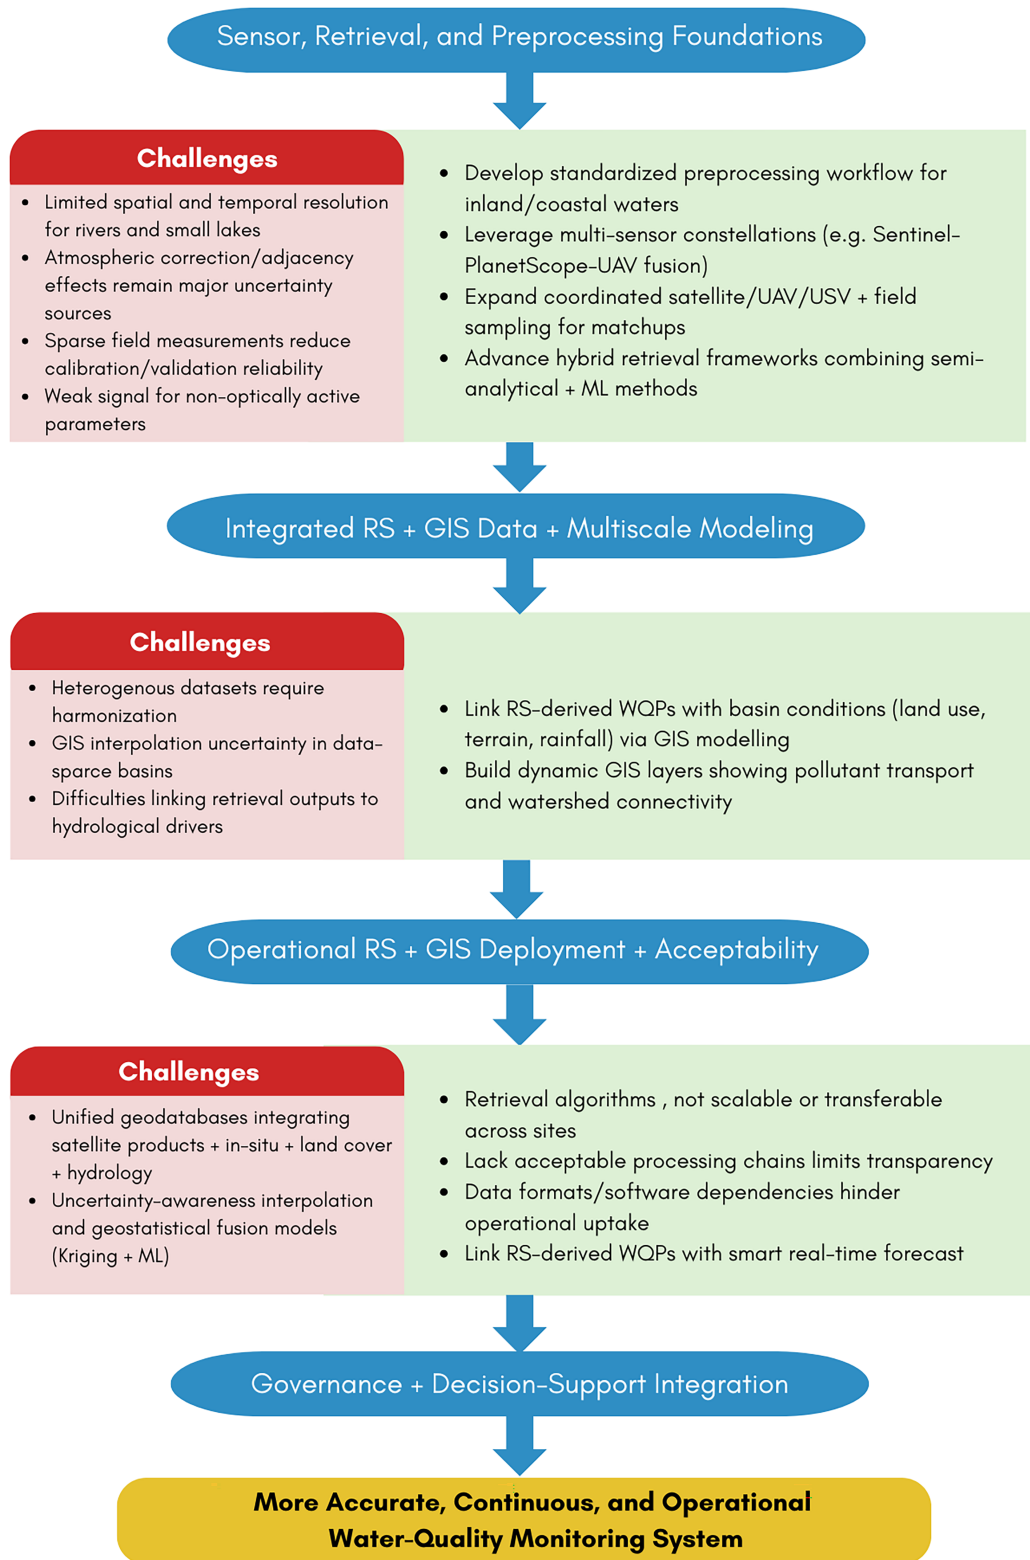 Sensor, Retrieval, and Preprocessing Foundations
Challenges
• Limited spatial and temporal resolution
for rivers and small lakes
• Atmospheric correction/adjacency
effects remain major uncertainty
sources
• Sparse field measurements reduce
calibration/validation reliability
• Weak signal for non-optically active
parameters
• Develop standardized preprocessing workflow for
inland/coastal waters
• Leverage multi-sensor constellations (e.g. Sentinel-
PlanetScope-UAV fusion)
• Expand coordinated satellite/UAV/USV + field
sampling for matchups
• Advance hybrid retrieval frameworks combining semi-
analytical + ML methods
Integrated RS + GIS Data + Multiscale Modeling
Challenges
• Heterogenous datasets require
harmonization
• GIS interpolation uncertainty in data-
sparce basins
• Difficulties linking retrieval outputs to
hydrological drivers
• Link RS-derived WQPs with basin conditions (land use,
terrain, rainfall) via GIS modelling
• Build dynamic GIS layers showing pollutant transport
and watershed connectivity
Operational RS + GIS Deployment + Acceptability
Challenges
• Unified geodatabases integrating
satellite products + in-situ + land cover
+ hydrology
• Uncertainty-awareness interpolation
and geostatistical fusion models
(Kriging + ML)
• Retrieval algorithms , not scalable or transferable
across sites
• Lack acceptable processing chains limits transparency
• Data formats/software dependencies hinder
operational uptake
• Link RS-derived WQPs with smart real-time forecast
Governance + Decision-Support Integration
More Accurate, Continuous, and Operational
Water-Quality Monitoring System